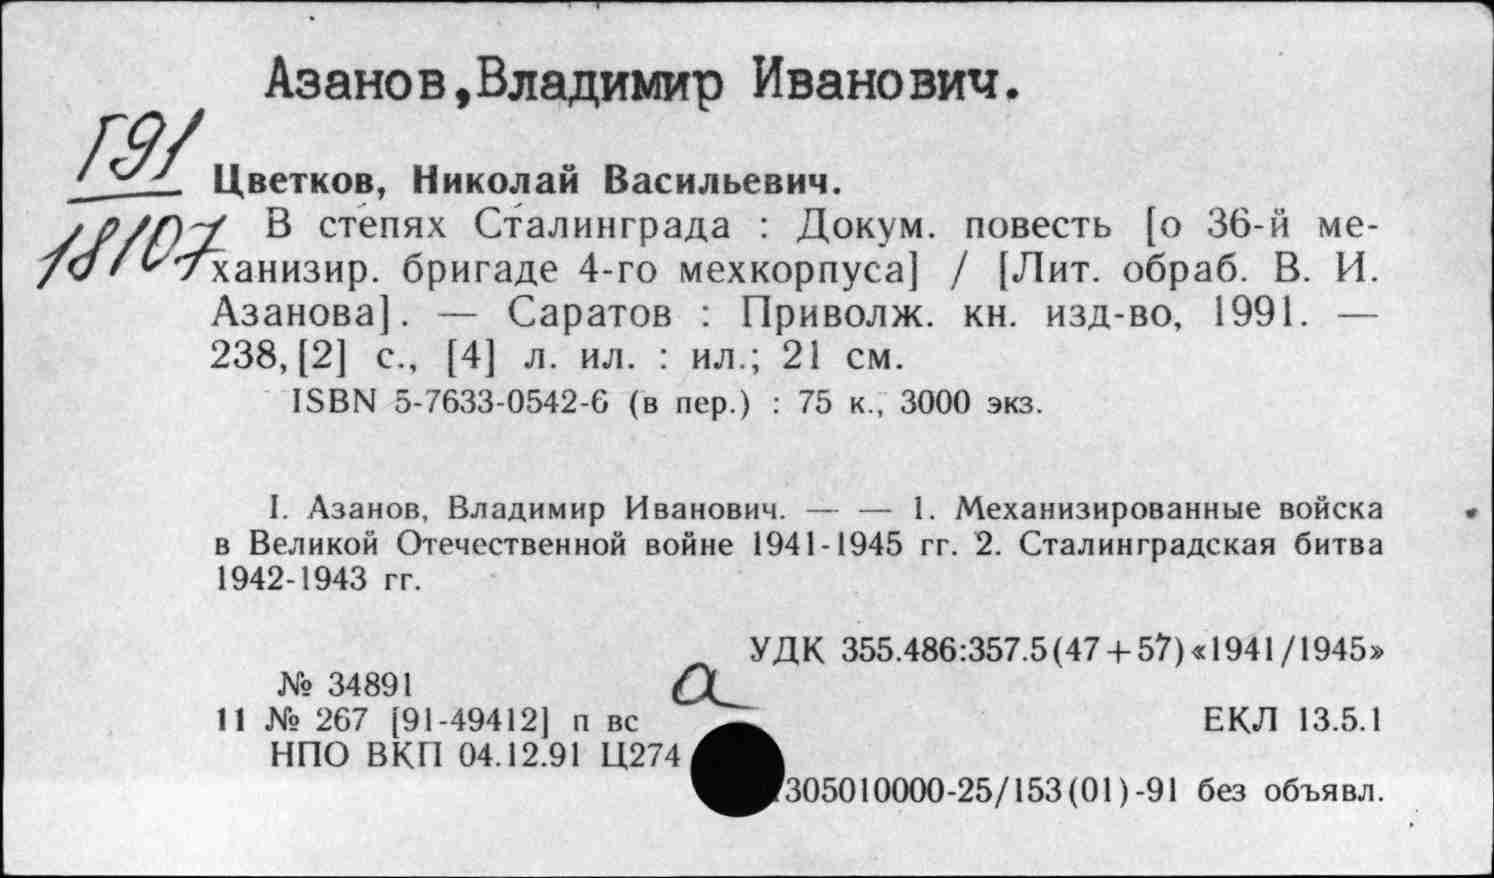 Азанов,Владимир Иванович.
Г91
18107
Цветков, Николай Васильевич.
В степях Сталинграда : Докум. повесть [о 36-й ме-
ханизир. бригаде 4-го мехкорпуса] / [Лит. обраб. В. И.
Азанова]. — Саратов : Приволж. кн. изд-во, 1991. —
238,[2] с., [4] л. ил. : ил.; 21 см.
ISBN 5-7633-0542-6 (в пер.) : 75 к., 3000 экз.
I. Азанов, Владимир Иванович. — — 1. Механизированные войска
в Великой Отечественной войне 1941-1945 гг. 2. Сталинградская битва
1942-1943 гг.
УДК 355.486:357.5(47+57)«1941/1945»
№ 34891
а
11 № 267 [91-49412] п вс
ЕКЛ 13.5.1
НПО ВКП 04.12.91 Ц274
305010000-25/153(01)-91 без объявл.